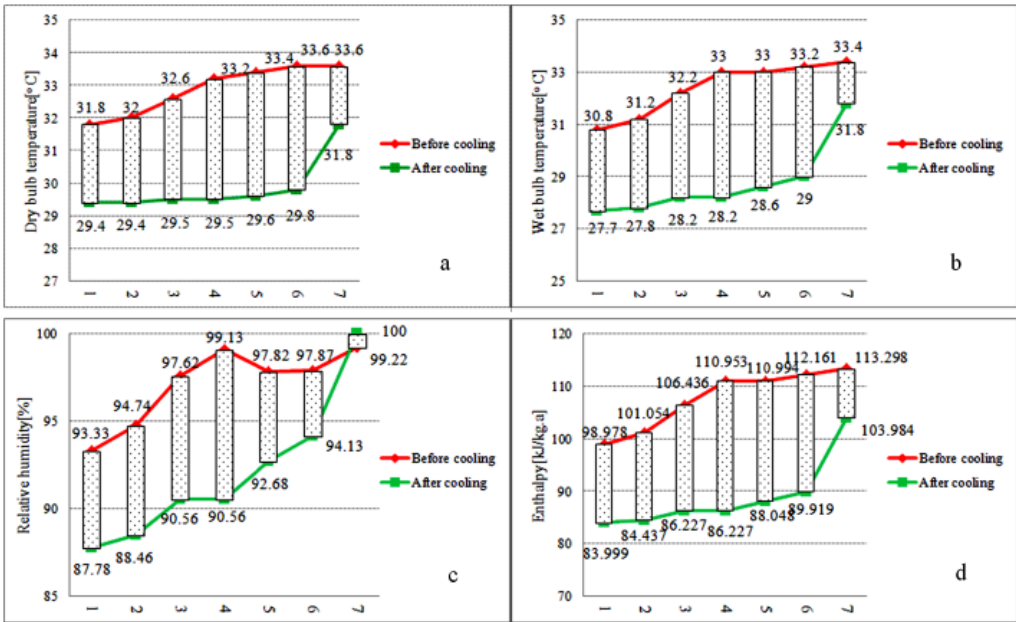 35
34
33
32
31
30
29
28
27
Dry bulb temperature[°C]
31.8 32 32.6 33.2 33.4 33.6 33.6
29.4 29.4 29.5 29.5 29.6 29.8 31.8
1 2 3 4 5 6 7
Before cooling
After cooling
a
35
33
31
29
27
25
Wet bulb temperature[°C]
30.8 31.2 32.2 33 33 33.2 33.4
27.7 27.8 28.2 28.2 28.6 29 31.8
1 2 3 4 5 6 7
Before cooling
After cooling
b
100
95
90
85
Relative humidity[%]
93.33 94.74 97.62 99.13 97.82 97.87 99.22
87.78 88.46 90.56 90.56 92.68 94.13 100
1 2 3 4 5 6 7
Before cooling
After cooling
c
120
110
100
90
80
70
Enthalpy[kJ/kg.a]
98.978 101.054 106.436 110.953 110.994 112.161 113.298
83.999 84.437 86.227 86.227 88.048 89.919 103.984
1 2 3 4 5 6 7
Before cooling
After cooling
d